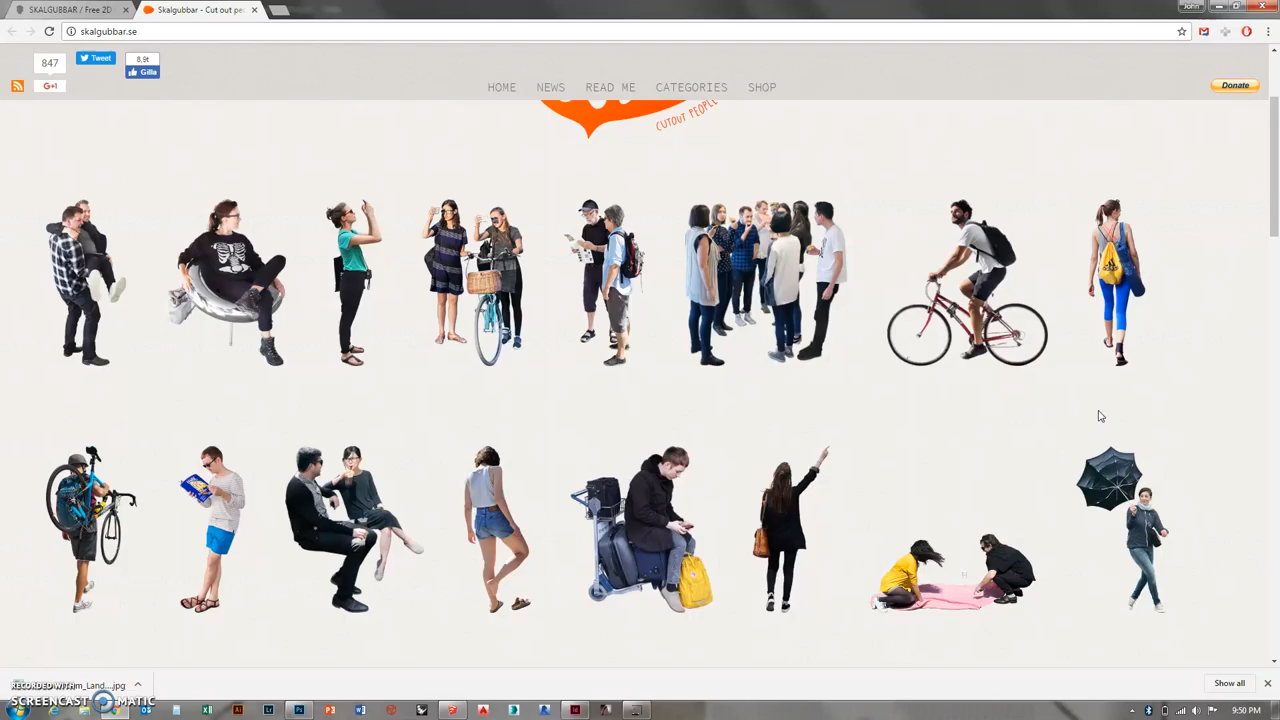 SKALGUBBAR / Free 2D
Skalgubbar - Cut out pe
John
skalgubbar.se
847
Tweet
8,9t
Gilla
G+1
HOME NEWS READ ME CATEGORIES SHOP
Donate
CUTOUT PEOPLE
RECORDED WITH
SCREENCAST MATIC
Show all
9:50 PM